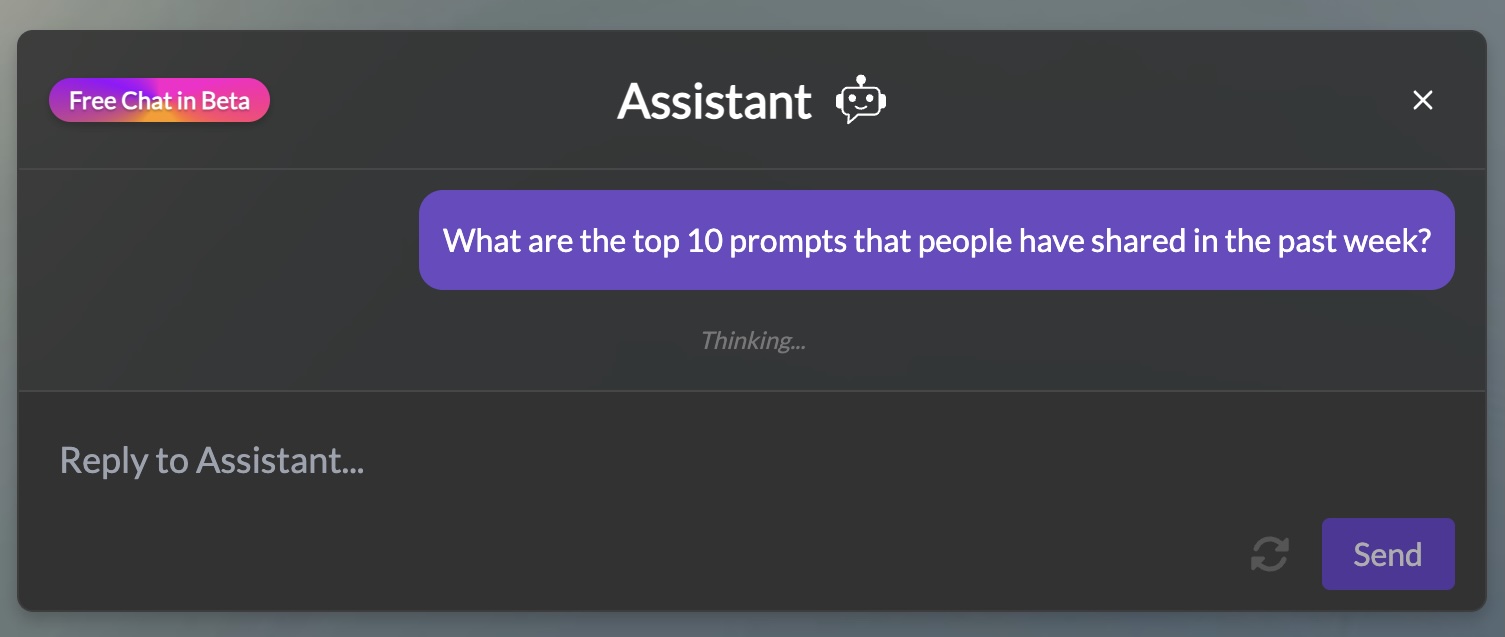 Free Chat in Beta
Assistant
What are the top 10 prompts that people have shared in the past week?
Thinking...
Reply to Assistant...
Send